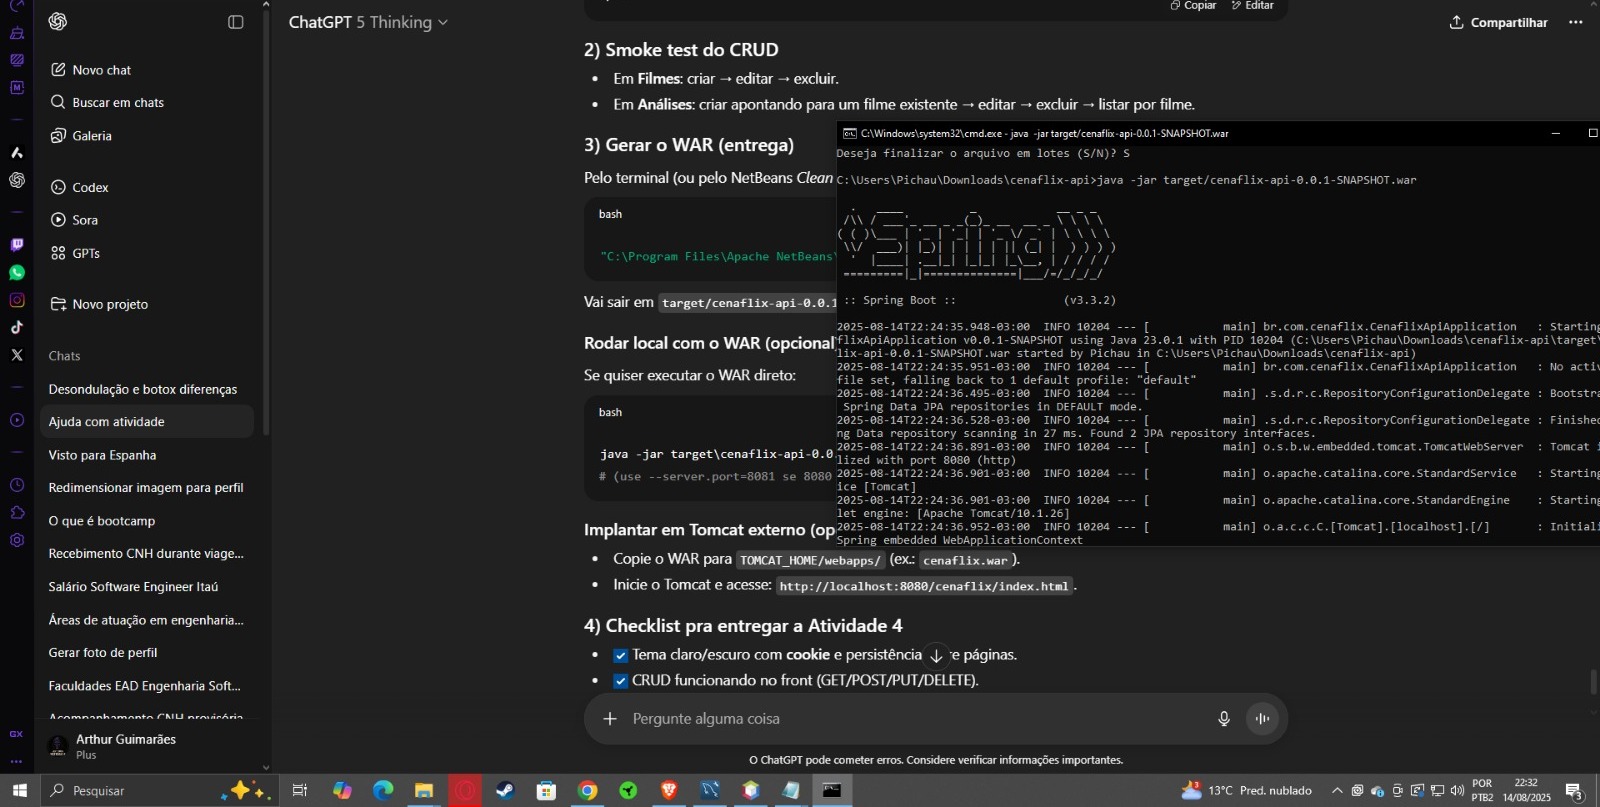 ChatGPT 5 Thinking
Compartilhar
Novo chat
Buscar em chats
Galeria
Codex
Sora
GPTs
Novo projeto
Chats
Desondulação e botox diferenças
Ajuda com atividade
Visto para Espanha
Redimensionar imagem para perfil
O que é bootcamp
Recebimento CNH durante viage...
Salário Software Engineer Itaú
Áreas de atuação em engenharia...
Gerar foto de perfil
Faculdades EAD Engenharia Soft...
Acompanhamento CNH provisória
Arthur Guimarães
Plus
GX
Copiar Editar
2) Smoke test do CRUD
Em Filmes: criar → editar → excluir.
Em Análises: criar apontando para um filme existente → editar → excluir → listar por filme.
3) Gerar o WAR (entrega)
Pelo terminal (ou pelo NetBeans Clean
bash
"C:\Program Files\Apache NetBeans\
Vai sair em target/cenaflix-api-0.0.1
Rodar local com o WAR (opcional
Se quiser executar o WAR direto:
bash
java -jar target\cenaflix-api-0.0.
# (use --server.port=8081 se 8080
Implantar em Tomcat externo (op
Copie o WAR para TOMCAT_HOME/webapps/ (ex.: cenaflix.war).
Inicie o Tomcat e acesse: http://localhost:8080/cenaflix/index.html.
4) Checklist pra entregar a Atividade 4
Tema claro/escuro com cookie e persistência e páginas.
CRUD funcionando no front (GET/POST/PUT/DELETE).
Pergunte alguma coisa
O ChatGPT pode cometer erros. Considere verificar informações importantes.
C:\Windows\system32\cmd.exe - java -jar target/cenaflix-api-0.0.1-SNAPSHOT.war
Deseja finalizar o arquivo em lotes (S/N)? S
C:\Users\Pichau\Downloads\cenaflix-api>java -jar target/cenaflix-api-0.0.1-SNAPSHOT.war
Spring
:: Spring Boot :: (v3.3.2)
2025-08-14T22:24:35.948-03:00 INFO 10204 --- [ main] br.com.cenaflix.CenaflixApiApplication : Starting
flixApiApplication v0.0.1-SNAPSHOT using Java 23.0.1 with PID 10204 (C:\Users\Pichau\Downloads\cenaflix-api\target\
lix-api-0.0.1-SNAPSHOT.war started by Pichau in C:\Users\Pichau\Downloads\cenaflix-api)
2025-08-14T22:24:35.951-03:00 INFO 10204 --- [ main] br.com.cenaflix.CenaflixApiApplication : No activ
file set, falling back to 1 default profile: "default"
2025-08-14T22:24:36.495-03:00 INFO 10204 --- [ main] .s.d.r.c.RepositoryConfigurationDelegate : Bootstra
Spring Data JPA repositories in DEFAULT mode.
2025-08-14T22:24:36.528-03:00 INFO 10204 --- [ main] .s.d.r.c.RepositoryConfigurationDelegate : Finished
ng Data repository scanning in 27 ms. Found 2 JPA repository interfaces.
2025-08-14T22:24:36.891-03:00 INFO 10204 --- [ main] o.s.b.w.embedded.tomcat.TomcatWebServer : Tomcat i
lized with port 8080 (http)
2025-08-14T22:24:36.901-03:00 INFO 10204 --- [ main] o.apache.catalina.core.StandardService : Starting
ice [Tomcat]
2025-08-14T22:24:36.901-03:00 INFO 10204 --- [ main] o.apache.catalina.core.StandardEngine : Starting
let engine: [Apache Tomcat/10.1.26]
2025-08-14T22:24:36.952-03:00 INFO 10204 --- [ main] o.a.c.c.C.[Tomcat].[localhost].[/] : Initiali
Spring embedded WebApplicationContext
Pesquisar
13°C Pred. nublado
POR
PTB2
22:32
14/08/2025
3